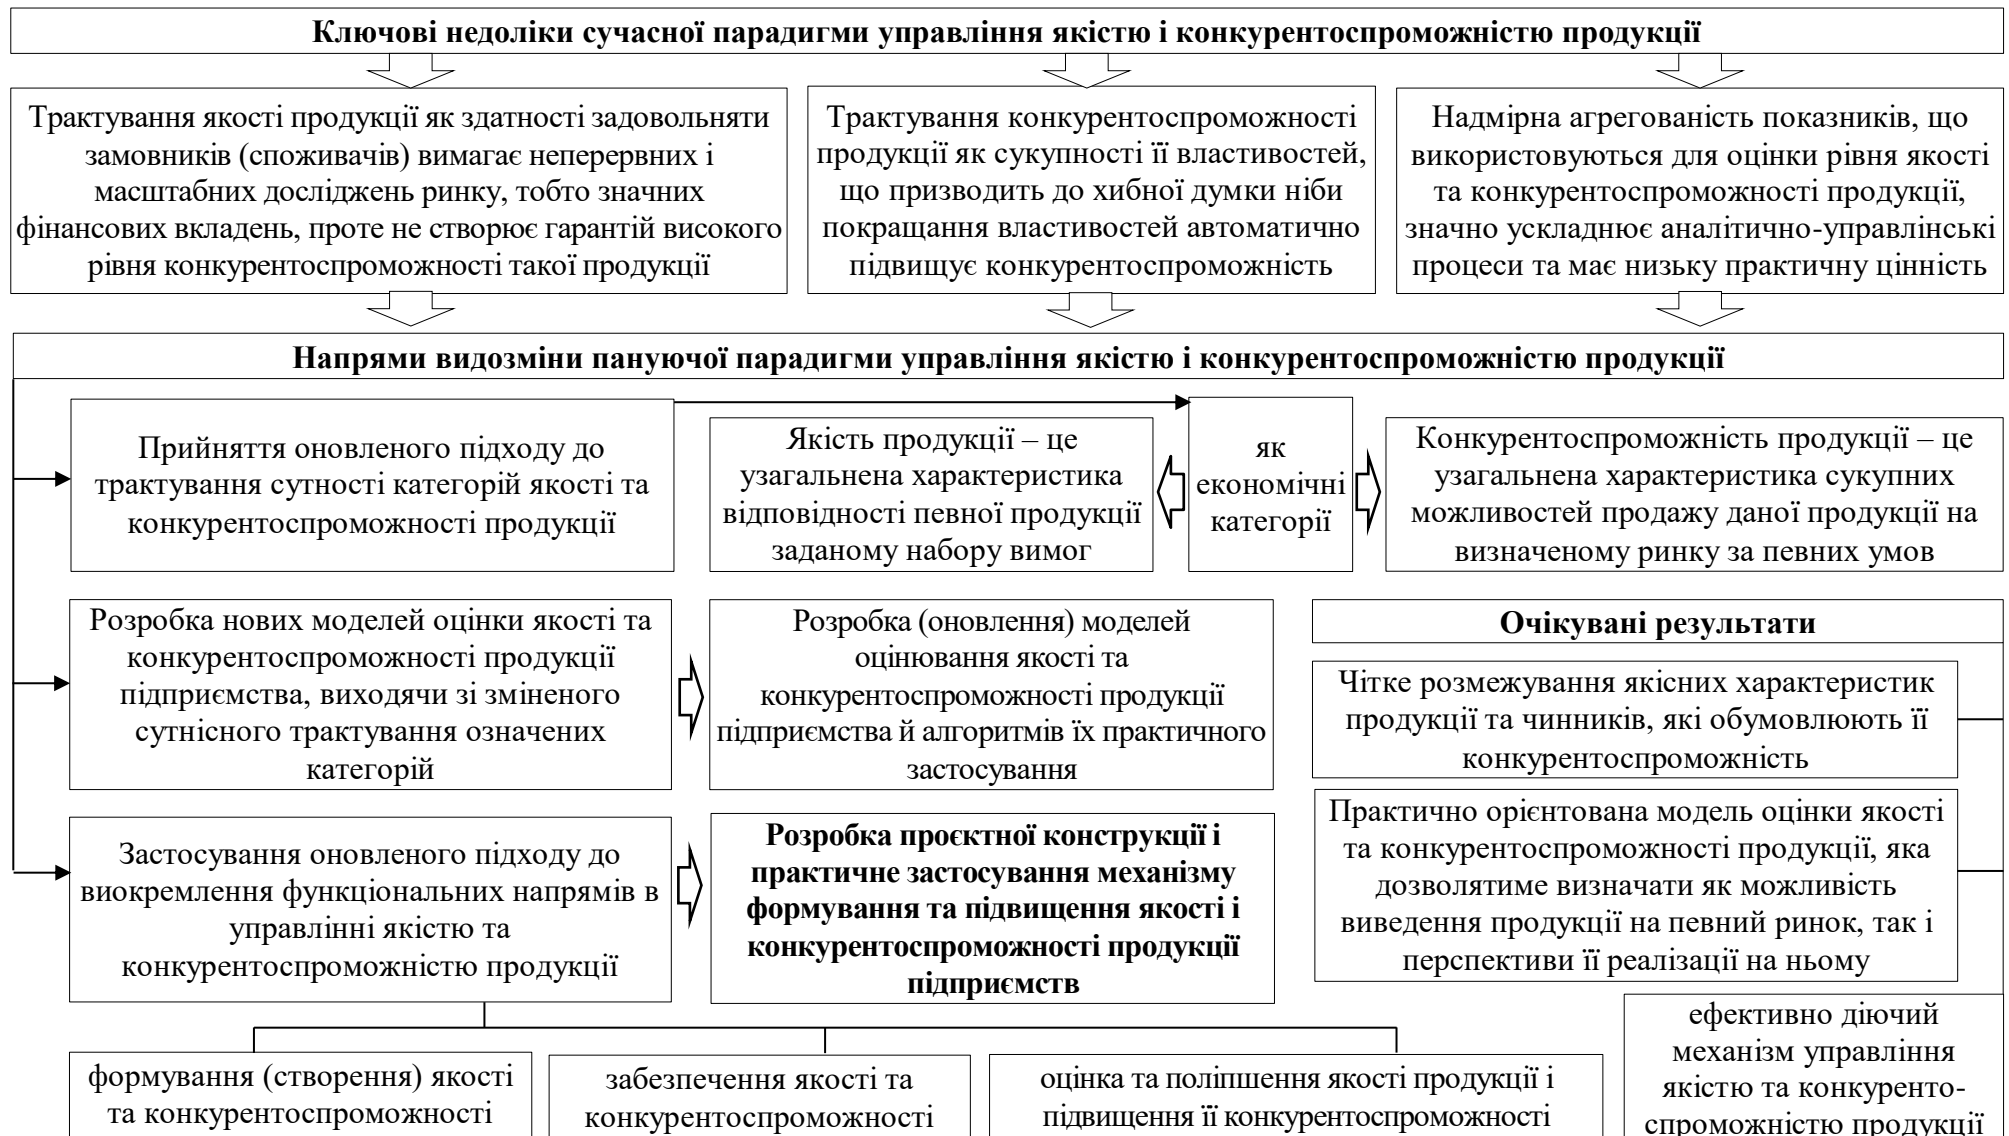 Ключові недоліки сучасної парадигми управління якістю і конкурентоспроможністю продукції
Трактування якості продукції як здатності задовольняти
замовників (споживачів) вимагає неперервних і
масштабних досліджень ринку, тобто значних
фінансових вкладень, проте не створює гарантій високого
рівня конкурентоспроможності такої продукції
Трактування конкурентоспроможності
продукції як сукупності її властивостей,
що призводить до хибної думки ніби
покращання властивостей автоматично
підвищує конкурентоспроможність
Надмірна агрегованість показників, що
використовуються для оцінки рівня якості
та конкурентоспроможності продукції,
значно ускладнює аналітично-управлінські
процеси та має низьку практичну цінність
Напрями видозміни пануючої парадигми управління якістю і конкурентоспроможністю продукції
Прийняття оновленого підходу до
трактування сутності категорій якості та
конкурентоспроможності продукції
Якість продукції – це
узагальнена характеристика
відповідності певної продукції
заданому набору вимог
як
економічні
категорії
Конкурентоспроможність продукції – це
узагальнена характеристика сукупних
можливостей продажу даної продукції на
визначеному ринку за певних умов
Розробка нових моделей оцінки якості та
конкурентоспроможності продукції
підприємства, виходячи зі зміненого
сутнісного трактування означених
категорій
Розробка (оновлення) моделей
оцінювання якості та
конкурентоспроможності продукції
підприємства й алгоритмів їх практичного
застосування
Очікувані результати
Чітке розмежування якісних характеристик
продукції та чинників, які обумовлюють її
конкурентоспроможність
Застосування оновленого підходу до
виокремлення функціональних напрямів в
управлінні якістю та
конкурентоспроможністю продукції
Розробка проєктної конструкції і
практичне застосування механізму
формування та підвищення якості і
конкурентоспроможності продукції
підприємств
Практично орієнтована модель оцінки якості
та конкурентоспроможності продукції, яка
дозволятиме визначати як можливість
виведення продукції на певний ринок, так і
перспективи її реалізації на ньому
формування (створення) якості
та конкурентоспроможності
забезпечення якості та
конкурентоспроможності
оцінка та поліпшення якості продукції і
підвищення її конкурентоспроможності
ефективно діючий
механізм управління
якістю та конкуренто-
спроможністю продукції